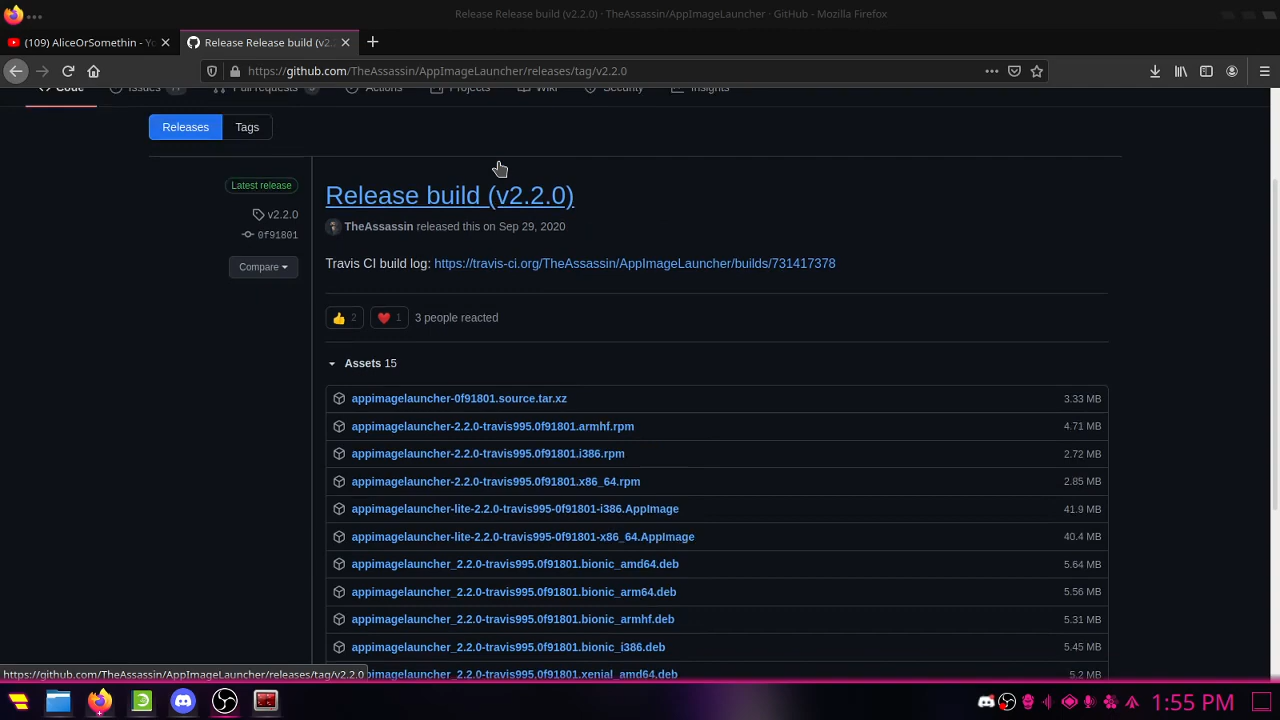 Release Release build (v2.2.0) · TheAssassin/AppImageLauncher · GitHub - Mozilla Firefox
(109) AliceOrSomethin - Yo
Release Release build (v2.2
https://github.com/TheAssassin/AppImageLauncher/releases/tag/v2.2.0
Code Issues 77 Pull requests 3 Actions Projects Wiki Security Insights
Releases Tags
Latest release
Release build (v2.2.0)
v2.2.0
TheAssassin released this on Sep 29, 2020
0f91801
Compare
Travis CI build log: https://travis-ci.org/TheAssassin/AppImageLauncher/builds/731417378
2 1 3 people reacted
Assets 15
appimagelauncher-0f91801.source.tar.xz 3.33 MB
appimagelauncher-2.2.0-travis995.0f91801.armhf.rpm 4.71 MB
appimagelauncher-2.2.0-travis995.0f91801.i386.rpm 2.72 MB
appimagelauncher-2.2.0-travis995.0f91801.x86_64.rpm 2.85 MB
appimagelauncher-lite-2.2.0-travis995-0f91801-i386.AppImage 41.9 MB
appimagelauncher-lite-2.2.0-travis995-0f91801-x86_64.AppImage 40.4 MB
appimagelauncher_2.2.0-travis995.0f91801.bionic_amd64.deb 5.64 MB
appimagelauncher_2.2.0-travis995.0f91801.bionic_arm64.deb 5.56 MB
appimagelauncher_2.2.0-travis995.0f91801.bionic_armhf.deb 5.31 MB
appimagelauncher_2.2.0-travis995.0f91801.bionic_i386.deb 5.45 MB
appimagelauncher_2.2.0-travis995.0f91801.xenial_amd64.deb 5.2 MB
https://github.com/TheAssassin/AppImageLauncher/releases/tag/v2.2.0
1:55 PM